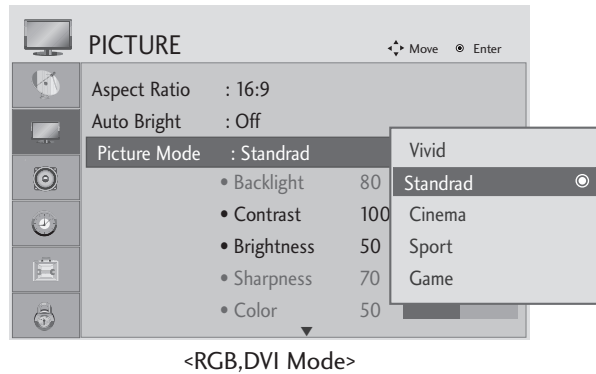 PICTURE Move Enter
Aspect Ratio : 16:9
Auto Bright : Off
Picture Mode : Standrad
• Backlight 80
• Contrast 100
• Brightness 50
• Sharpness 70
• Color 50
Vivid
Standrad
Cinema
Sport
Game
<RGB,DVI Mode>